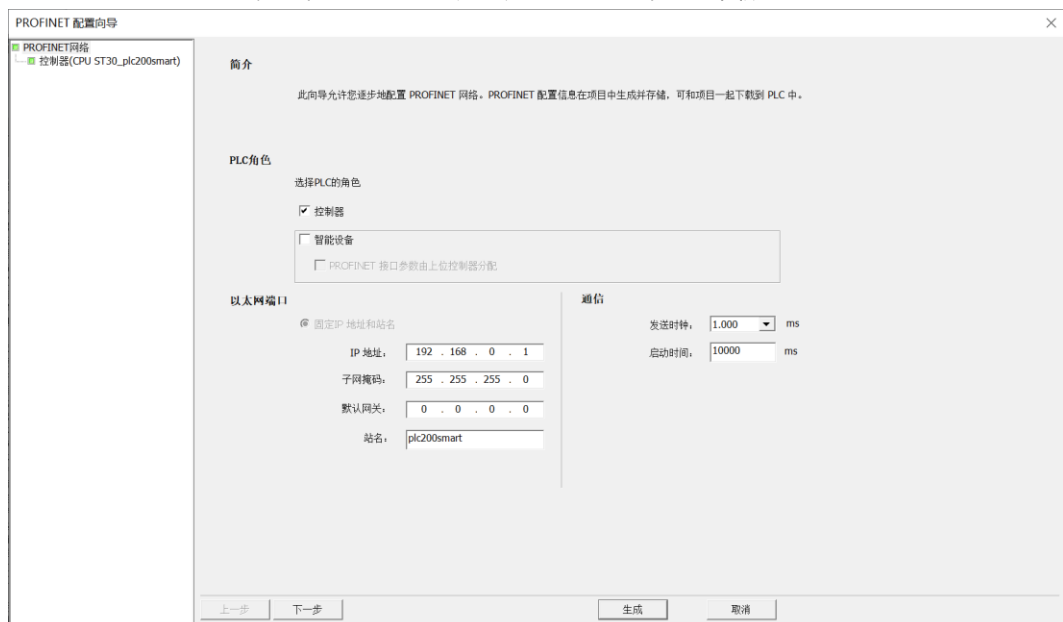 PROFINET 配置向导
PROFINET网络
控制器(CPU ST30_plc200smart)
简介
此向导允许您逐步地配置 PROFINET 网络。PROFINET 配置信息在项目中生成并存储，可和项目一起下载到 PLC 中。
PLC角色
选择PLC的角色
控制器
智能设备
PROFINET 接口参数由上位控制器分配
以太网端口
固定IP 地址和站名
IP 地址：
192 . 168 . 0 . 1
子网掩码：
255 . 255 . 255 . 0
默认网关：
0 . 0 . 0 . 0
站名：
plc200smart
通信
发送时钟：
1.000
ms
启动时间：
10000
ms
上一步
下一步
生成
取消